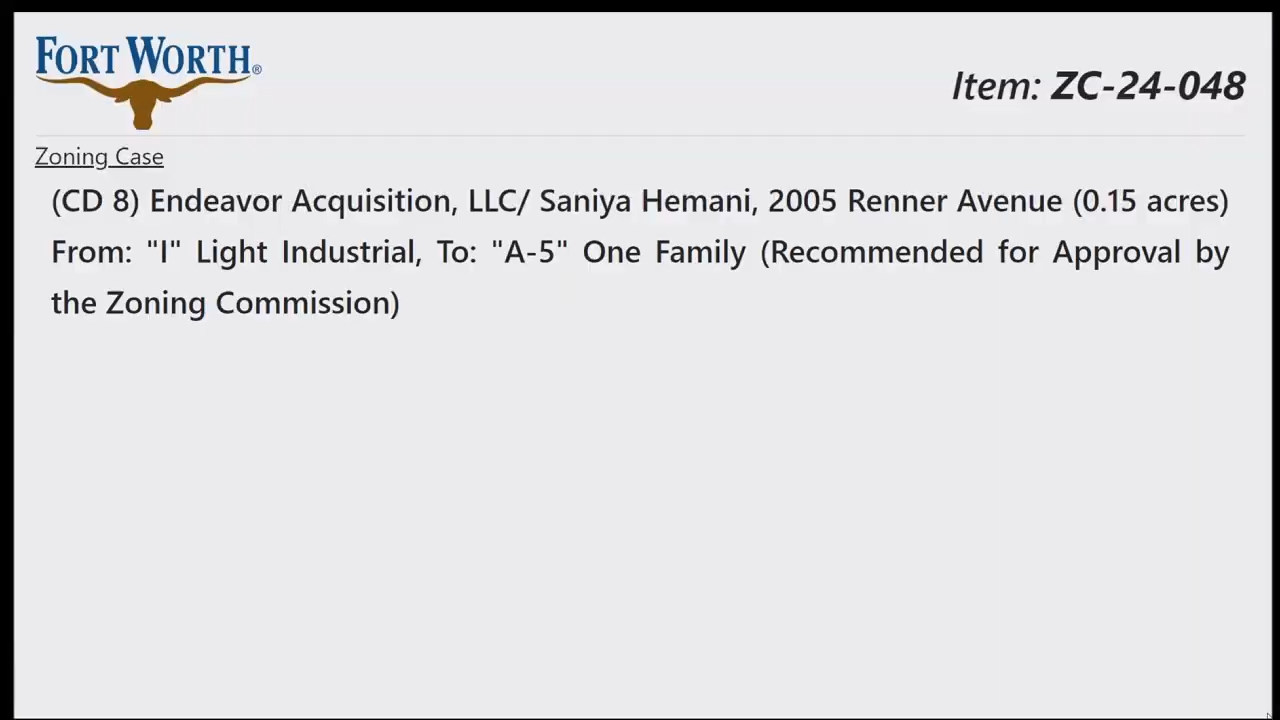 FORT WORTH®
Item: ZC-24-048
Zoning Case
(CD 8) Endeavor Acquisition, LLC/ Saniya Hemani, 2005 Renner Avenue (0.15 acres)
From: "I" Light Industrial, To: "A-5" One Family (Recommended for Approval by
the Zoning Commission)